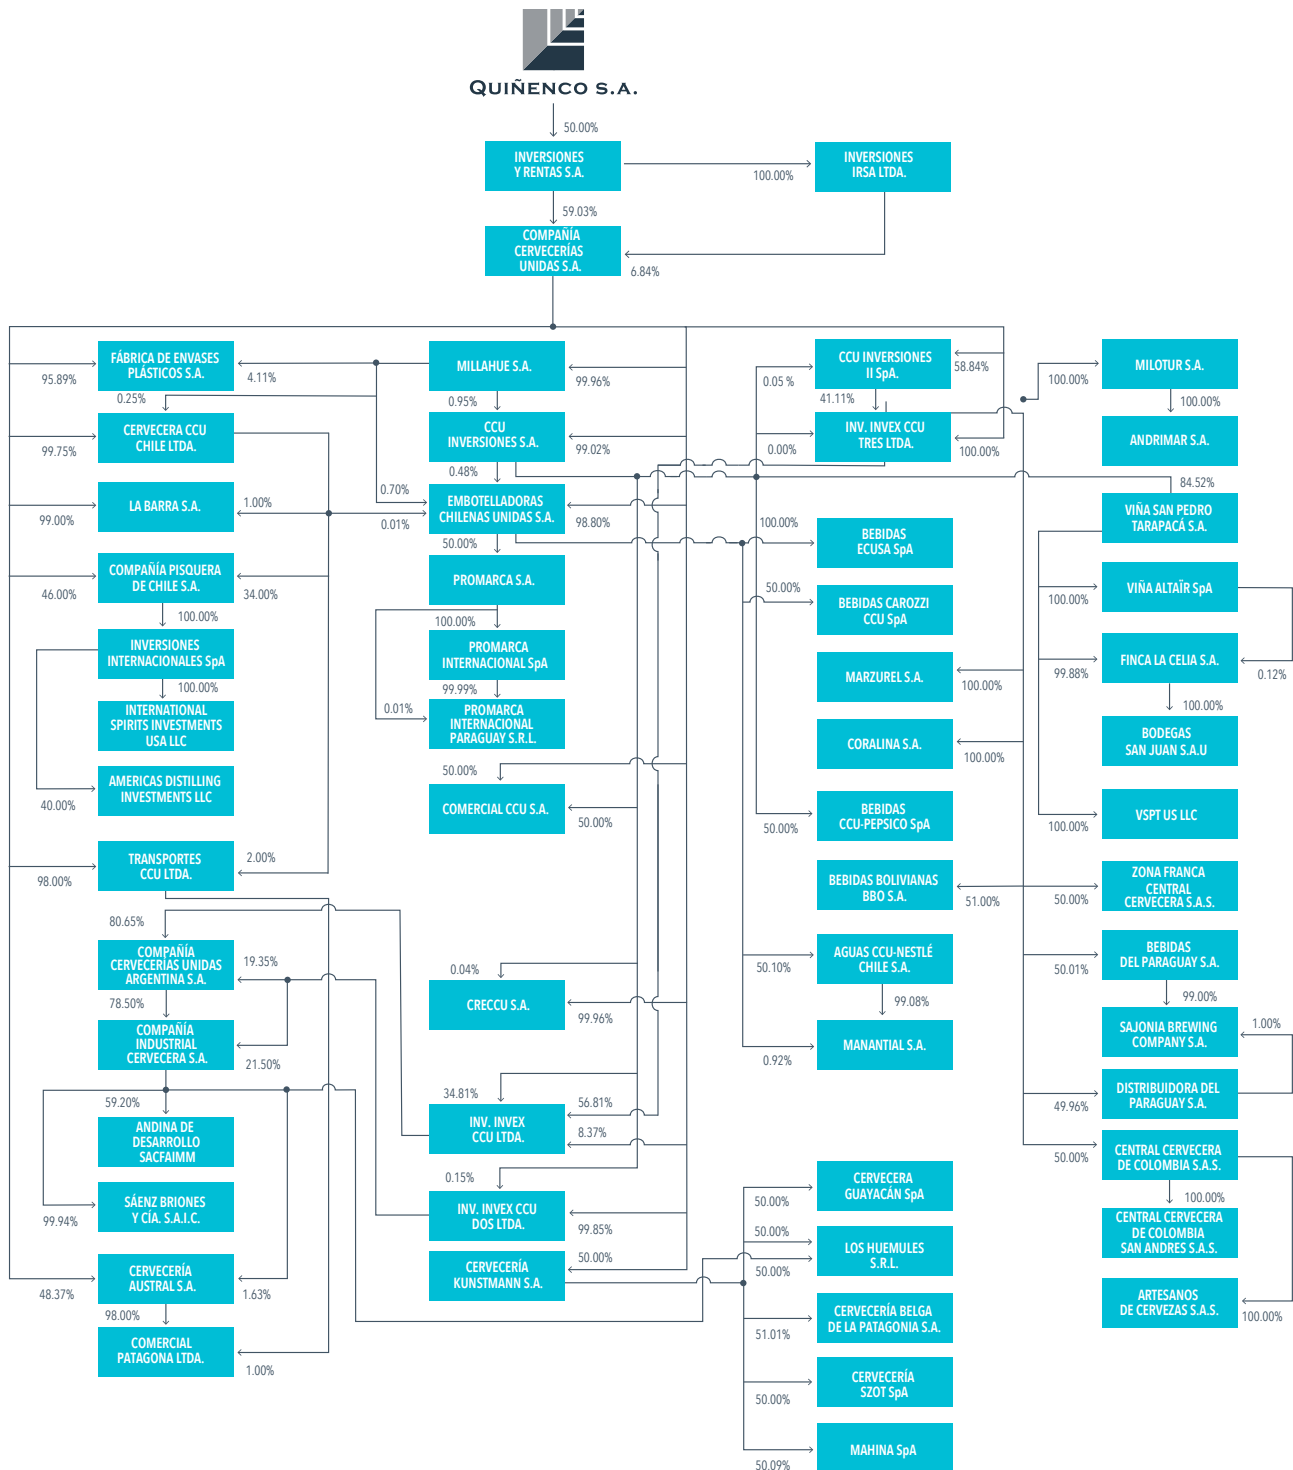 QUIÑENCO S.A.
50.00%
INVERSIONES
Y RENTAS S.A.
100.00%
INVERSIONES
IRSA LTDA.
59.03%
COMPAÑÍA
CERVECERÍAS
UNIDAS S.A.
6.84%
FÁBRICA DE ENVASES
PLÁSTICOS S.A.
95.89%
4.11%
0.25%
CERVECERA CCU
CHILE LTDA.
99.75%
LA BARRA S.A.
99.00%
1.00%
COMPAÑÍA PISQUERA
DE CHILE S.A.
46.00%
34.00%
100.00%
INVERSIONES
INTERNACIONALES SpA
100.00%
INTERNATIONAL
SPIRITS INVESTMENTS
USA LLC
AMERICAS DISTILLING
INVESTMENTS LLC
40.00%
TRANSPORTES
CCU LTDA.
2.00%
98.00%
80.65%
COMPAÑÍA
CERVECERÍAS UNIDAS
ARGENTINA S.A.
19.35%
78.50%
COMPAÑÍA
INDUSTRIAL
CERVECERA S.A.
21.50%
59.20%
ANDINA DE
DESARROLLO
SACFAIMM
SÁENZ BRIONES
Y CÍA. S.A.I.C.
99.94%
CERVECERÍA
AUSTRAL S.A.
48.37%
1.63%
98.00%
COMERCIAL
PATAGONA LTDA.
1.00%
MILLAHUE S.A.
99.96%
0.95%
CCU
INVERSIONES S.A.
99.02%
0.48%
0.70%
EMBOTELLADORAS
CHILENAS UNIDAS S.A.
0.01%
98.80%
50.00%
PROMARCA S.A.
100.00%
PROMARCA
INTERNACIONAL SpA
99.99%
0.01%
PROMARCA
INTERNACIONAL
PARAGUAY S.R.L.
50.00%
COMERCIAL CCU S.A.
50.00%
0.04%
CRECCU S.A.
99.96%
34.81%
56.81%
INV. INVEX
CCU LTDA.
8.37%
0.15%
INV. INVEX CCU
DOS LTDA.
99.85%
50.00%
CERVECERÍA
KUNSTMANN S.A.
CCU INVERSIONES
II SpA.
0.05 %
58.84%
41.11%
INV. INVEX CCU
TRES LTDA.
0.00%
100.00%
100.00%
BEBIDAS
ECUSA SpA
50.00%
BEBIDAS CAROZZI
CCU SpA
MARZUREL S.A.
100.00%
CORALINA S.A.
100.00%
BEBIDAS
CCU-PEPSICO SpA
50.00%
BEBIDAS BOLIVIANAS
BBO S.A.
51.00%
AGUAS CCU-NESTLÉ
CHILE S.A.
50.10%
99.08%
MANANTIAL S.A.
0.92%
CERVECERA
GUAYACÁN SpA
50.00%
50.00%
LOS HUEMULES
S.R.L.
50.00%
CERVECERÍA BELGA
DE LA PATAGONIA S.A.
51.01%
CERVECERÍA
SZOT SpA
50.00%
MAHINA SpA
50.09%
MILOTUR S.A.
100.00%
100.00%
ANDRIMAR S.A.
84.52%
VIÑA SAN PEDRO
TARAPACÁ S.A.
VIÑA ALTAÏR SpA
100.00%
FINCA LA CELIA S.A.
99.88%
0.12%
100.00%
BODEGAS
SAN JUAN S.A.U
VSPT US LLC
100.00%
ZONA FRANCA
CENTRAL
CERVECERA S.A.S.
50.00%
BEBIDAS
DEL PARAGUAY S.A.
50.01%
99.00%
SAJONIA BREWING
COMPANY S.A.
1.00%
DISTRIBUIDORA DEL
PARAGUAY S.A.
49.96%
CENTRAL CERVECERA
DE COLOMBIA S.A.S.
50.00%
100.00%
CENTRAL CERVECERA
DE COLOMBIA
SAN ANDRES S.A.S.
ARTESANOS
DE CERVEZAS S.A.S.
100.00%